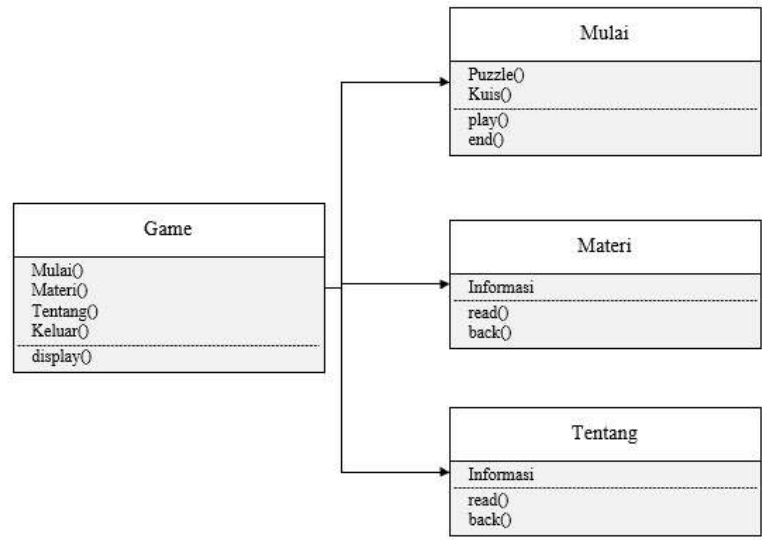 Mulai
Puzzle()
Kuis()
play()
end()
Game
Mulai()
Materi()
Tentang()
Keluar()
display()
Materi
Informasi
read()
back()
Tentang
Informasi
read()
back()